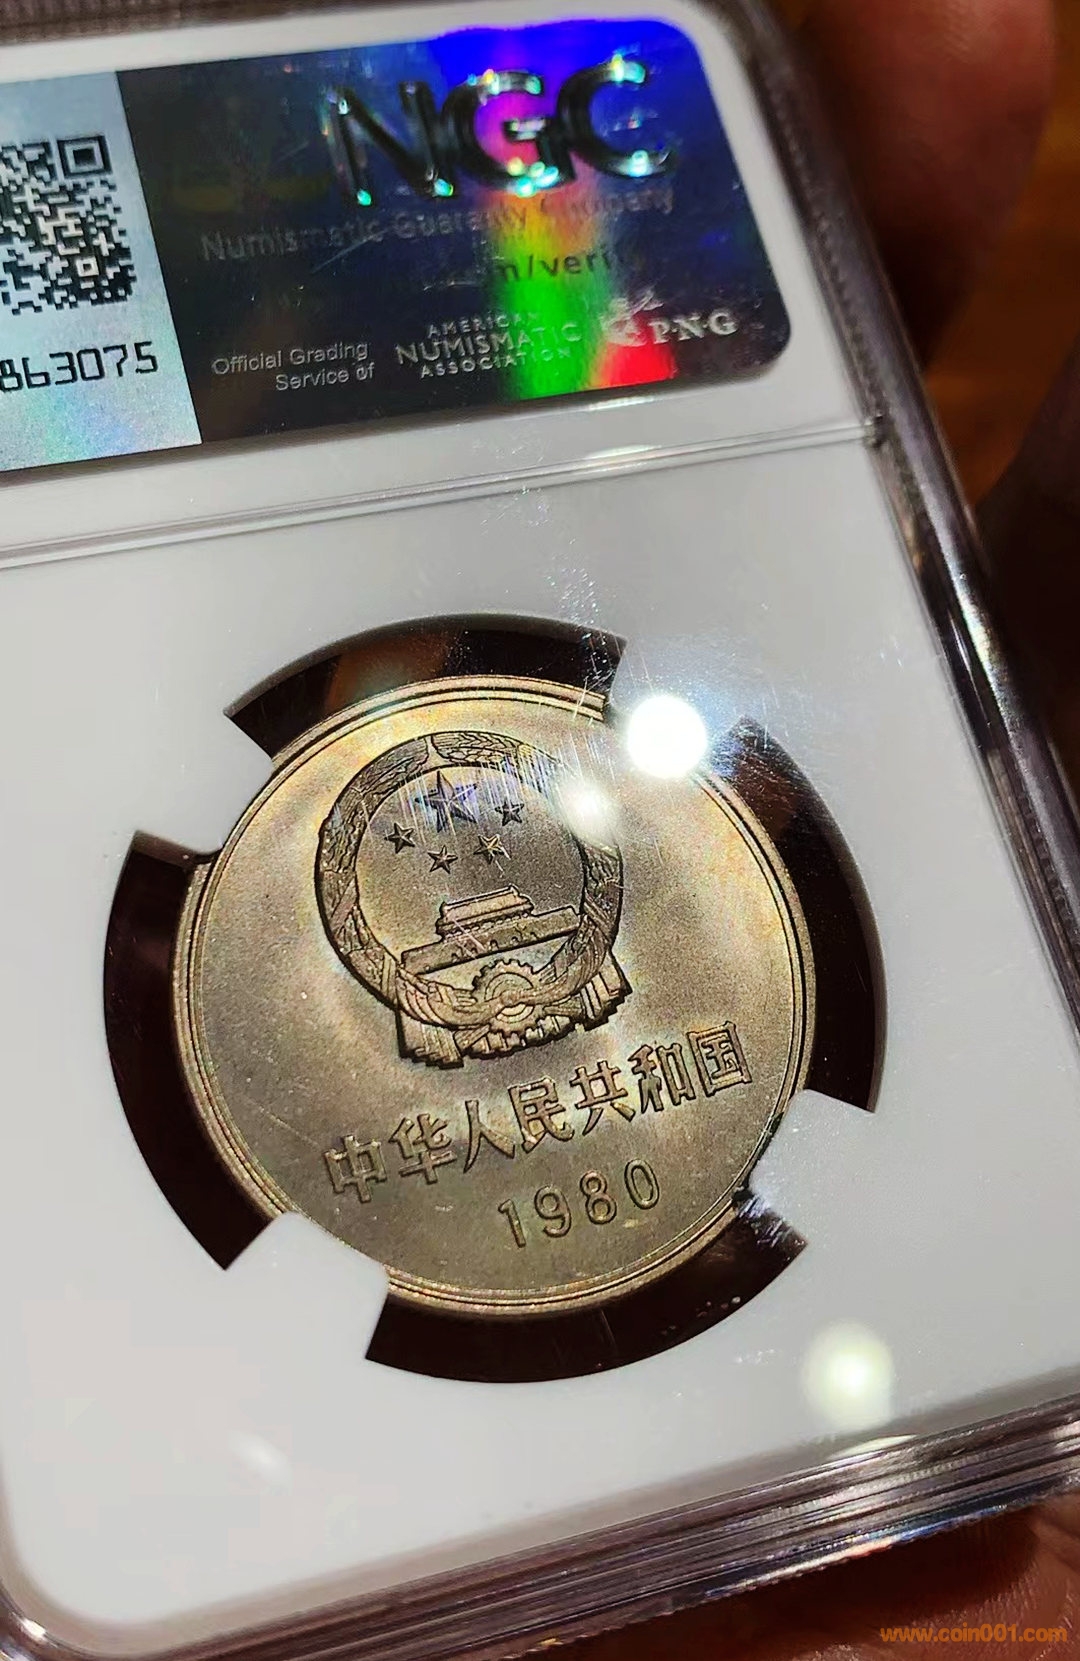 NGC
Numismatic Guaranty Company
m/veri
863075
Official Grading
Service of
AMERICAN
NUMISMATIC
ASSOCIATION
P·N·G
中华人民共和国
1980
www.coin001.com